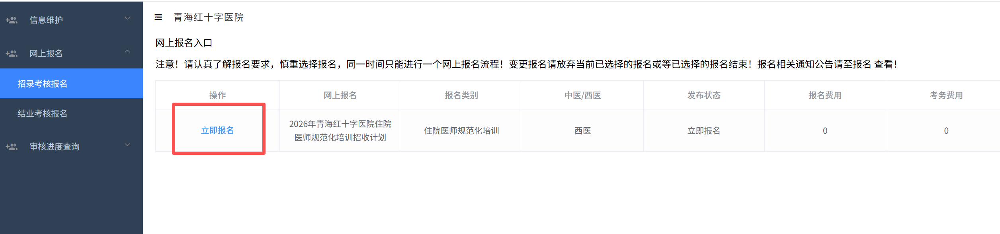 信息维护
网上报名
招录考核报名
结业考核报名
审核进度查询
青海红十字医院
网上报名入口
注意！请认真了解报名要求，慎重选择报名，同一时间只能进行一个网上报名流程！变更报名请放弃当前已选择的报名或等已选择的报名结束！报名相关通知公告请至报名 查看！
操作 网上报名 报名类别 中医/西医 发布状态 报名费用 考务费用
立即报名 2026年青海红十字医院住院 住院医师规范化培训 西医 立即报名 0 0
医师规范化培训招收计划